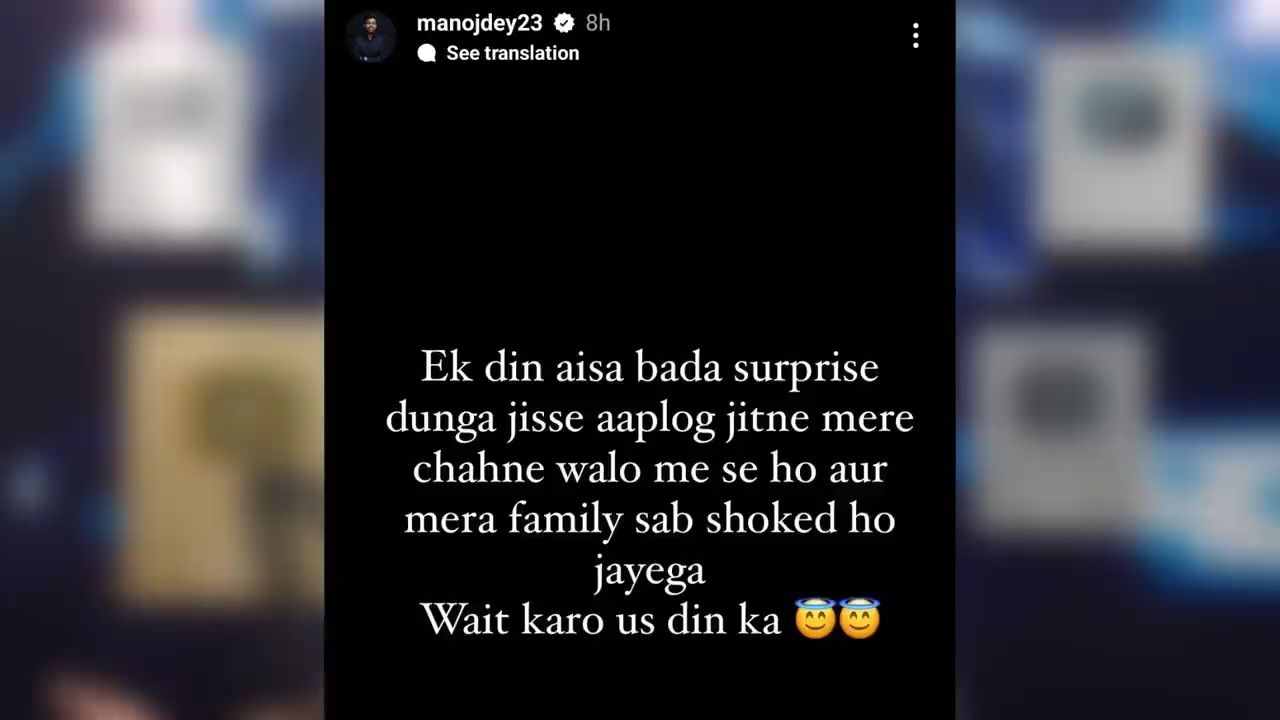 manojdey23 8h
See translation
Ek din aisa bada surprise
dunga jisse aaplog jitne mere
chahne walo me se ho aur
mera family sab shoked ho
jayega
Wait karo us din ka 😇😇